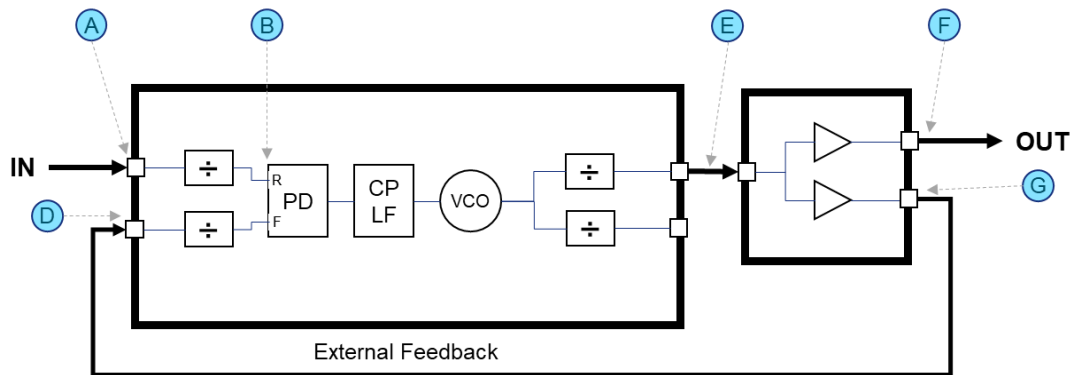 A
B
E
F
IN
÷
÷
CP
OUT
R
PD
LF
VCO
÷
G
D
F
÷
External Feedback